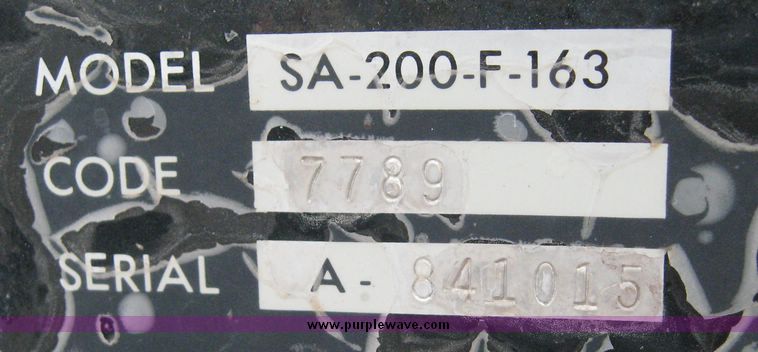 MODEL SA-200-F-163
CODE 7789
SERIAL A- 841015
www.purplewave.com